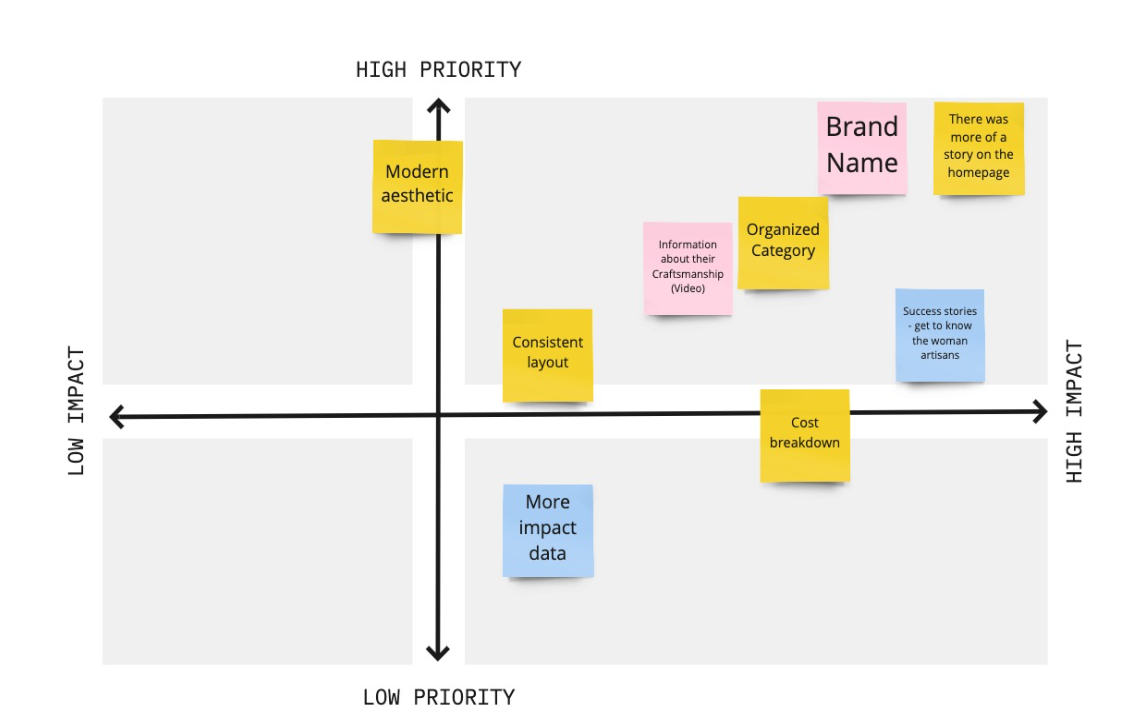 HIGH PRIORITY
Modern
aesthetic
Brand
Name
There was
more of a
story on the
homepage
Organized
Category
Information
about their
Craftsmanship
(Video)
Success stories
- get to know
the woman
artisans
Consistent
layout
LOW IMPACT
HIGH IMPACT
Cost
breakdown
More
impact
data
LOW PRIORITY